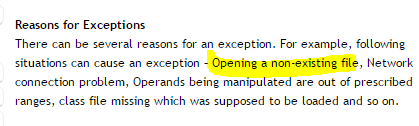 Reasons for Exceptions
There can be several reasons for an exception. For example, following
situations can cause an exception - Opening a non-existing file, Network
connection problem, Operands being manipulated are out of prescribed
ranges, class file missing which was supposed to be loaded and so on.